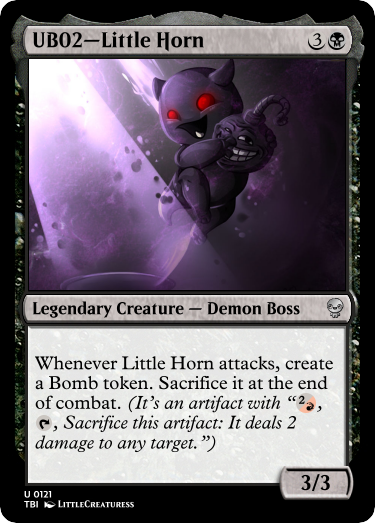 UB02—Little Horn 3
Legendary Creature — Demon Boss
Whenever Little Horn attacks, create
a Bomb token. Sacrifice it at the end
of combat. (It's an artifact with “2,
, Sacrifice this artifact: It deals 2
damage to any target.”)
3/3
U 0121
TBI LittleCreaturess